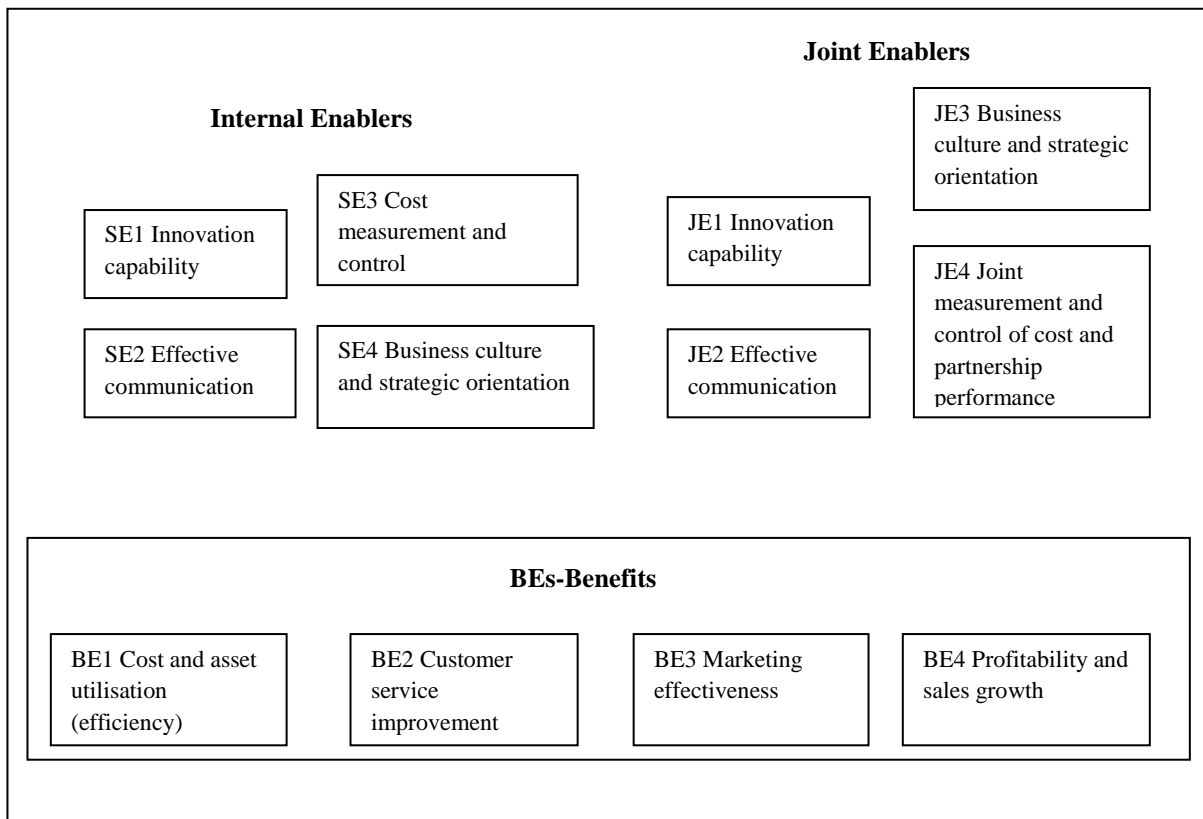 Joint Enablers
Internal Enablers
JE3 Business
culture and strategic
orientation
SE3 Cost
measurement and
control
SE1 Innovation
capability
JE1 Innovation
capability
JE4 Joint
measurement and
control of cost and
partnership
performance
SE2 Effective
communication
SE4 Business culture
and strategic orientation
JE2 Effective
communication
BEs-Benefits
BE1 Cost and asset
utilisation
(efficiency)
BE2 Customer
service
improvement
BE3 Marketing
effectiveness
BE4 Profitability and
sales growth